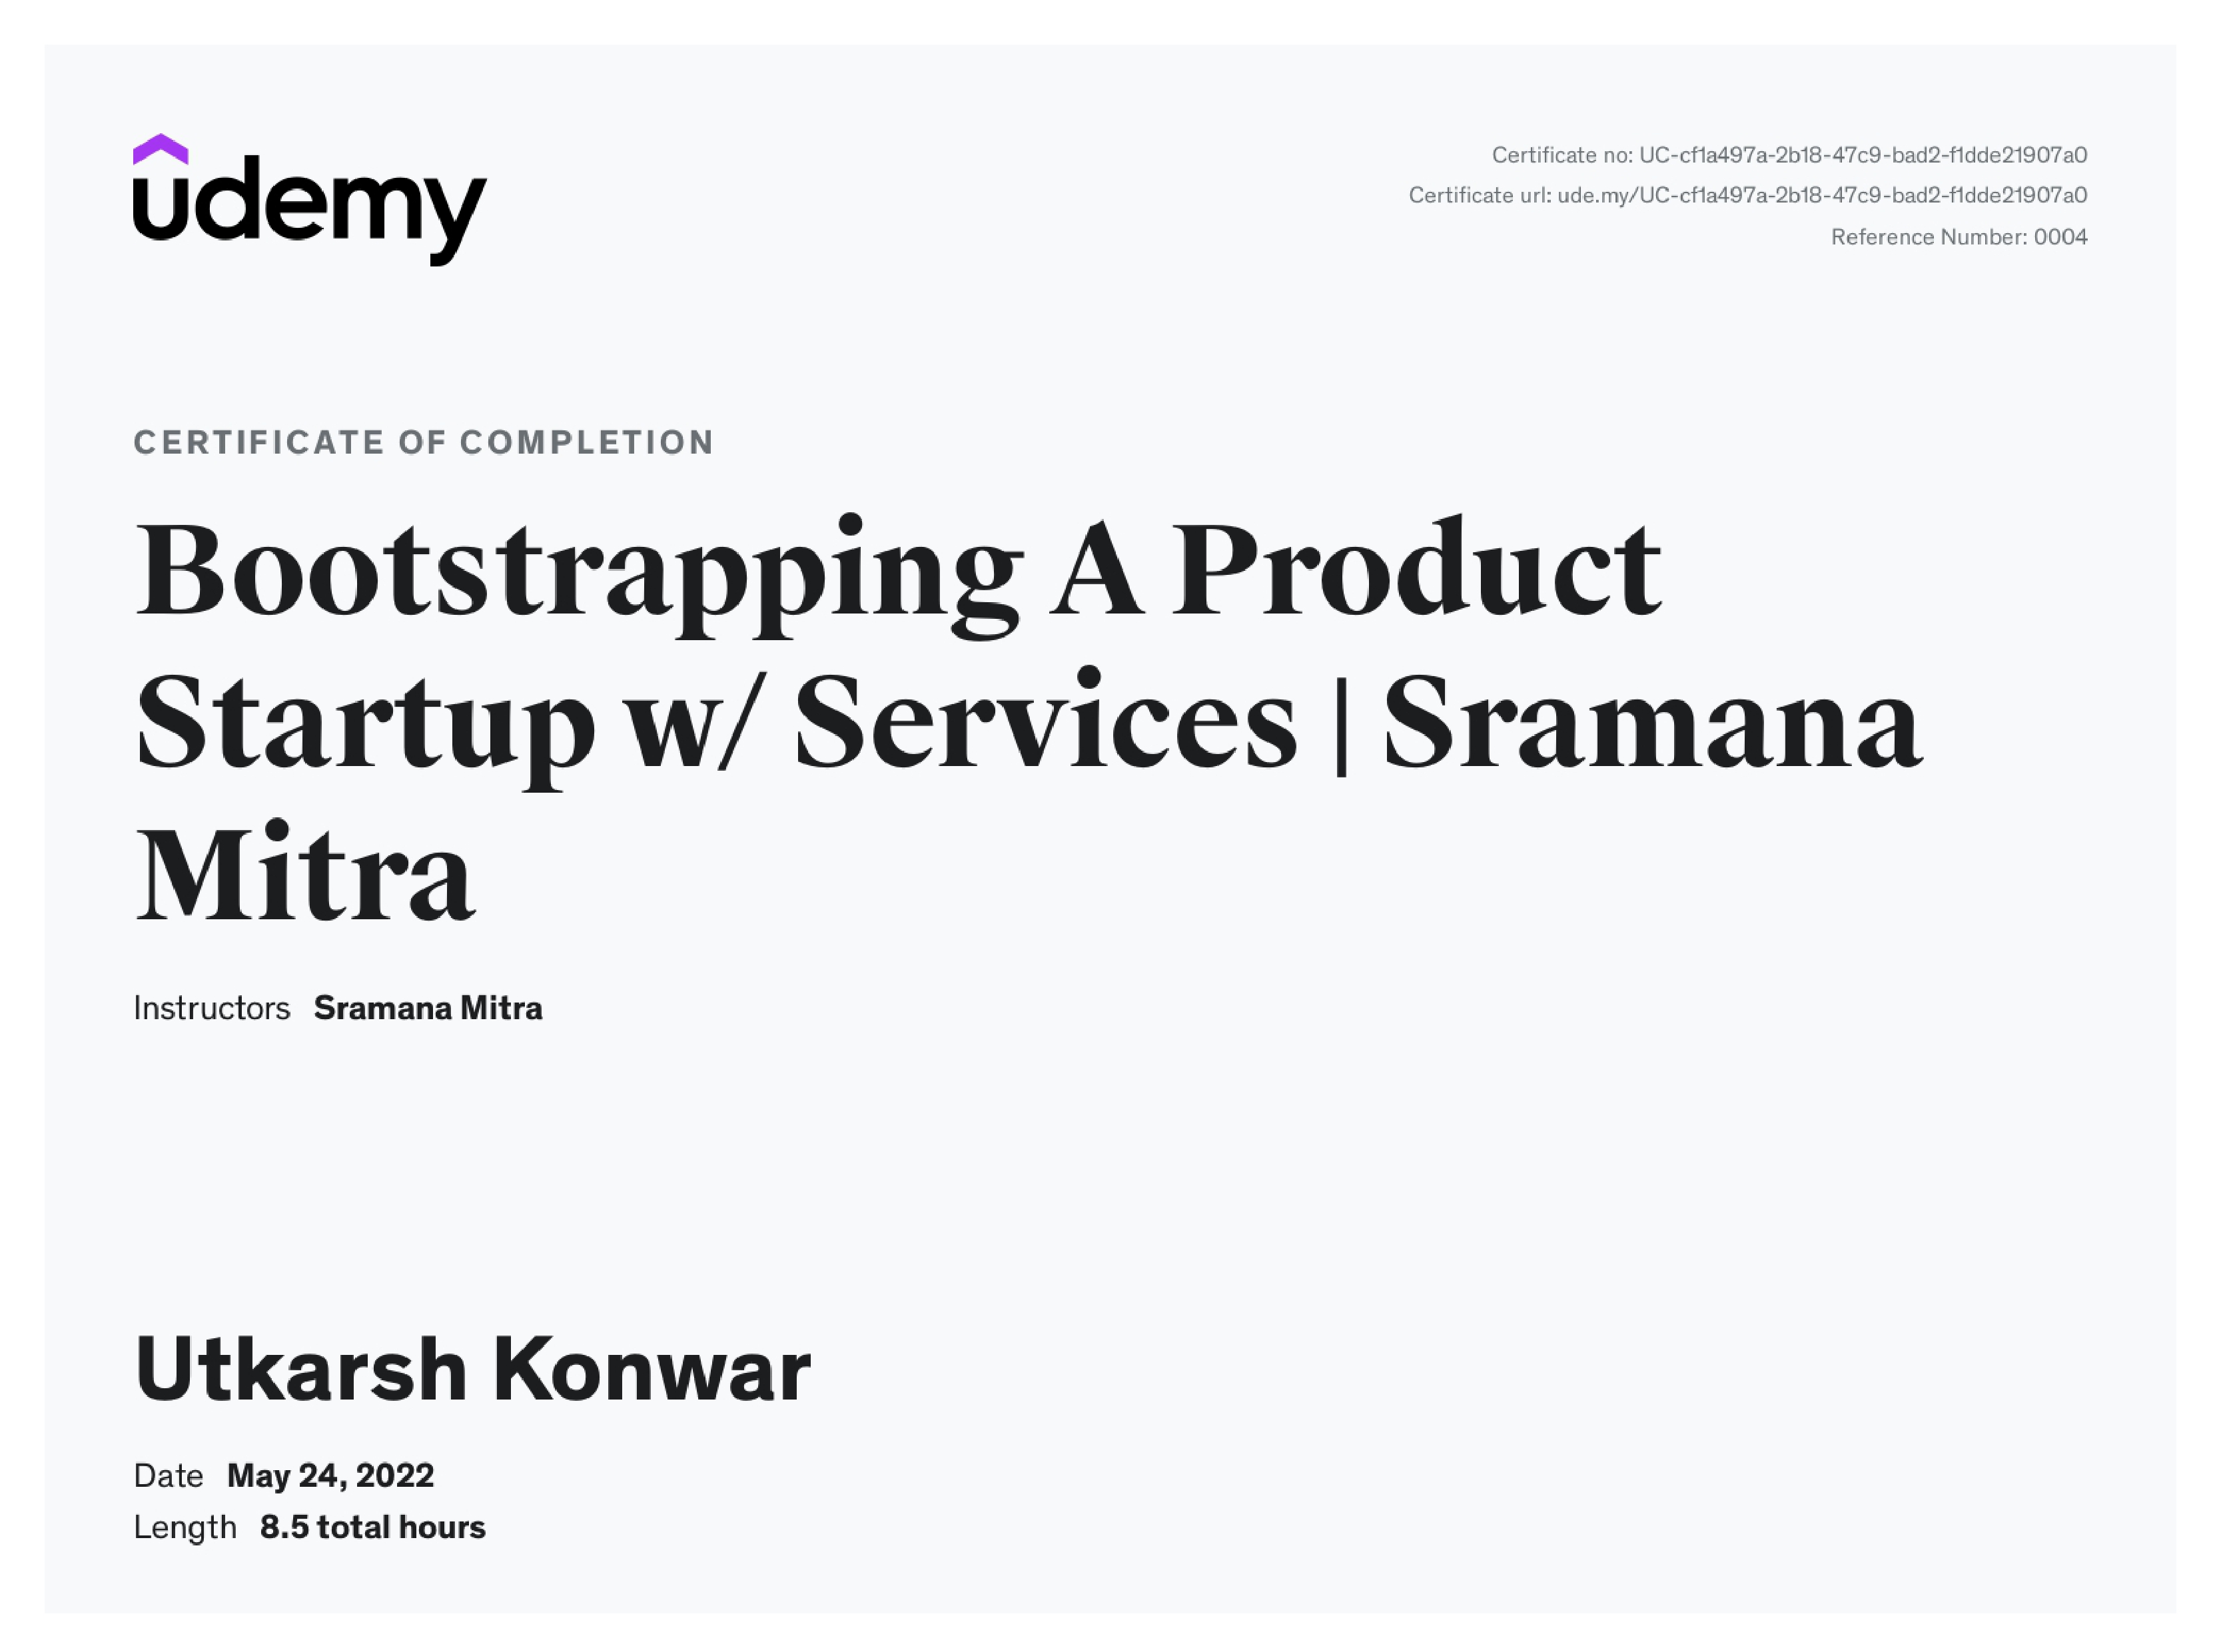 udemy
Certificate no: UC-cf1a497a-2b18-47c9-bad2-f1dde21907a0
Certificate url: ude.my/UC-cf1a497a-2b18-47c9-bad2-f1dde21907a0
Reference Number: 0004
CERTIFICATE OF COMPLETION
Bootstrapping A Product
Startup w/ Services | Sramana
Mitra
Instructors Sramana Mitra
Utkarsh Konwar
Date May 24, 2022
Length 8.5 total hours